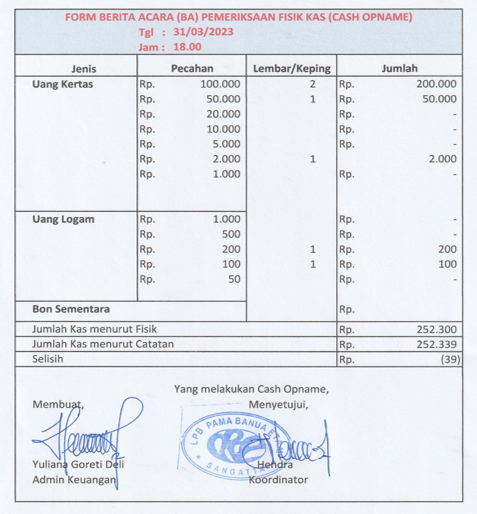 FORM BERITA ACARA (BA) PEMERIKSAAN FISIK KAS (CASH OPNAME)
Tgl : 31/03/2023
Jam : 18.00
Jenis Pecahan Lembar/Keping Jumlah
Uang Kertas Rp. 100.000 2 Rp. 200.000
Rp. 50.000 1 Rp. 50.000
Rp. 20.000 Rp. -
Rp. 10.000 Rp. -
Rp. 5.000 Rp. -
Rp. 2.000 1 2.000
Rp. 1.000 Rp. -
Uang Logam Rp. 1.000 Rp. -
Rp. 500 Rp. -
Rp. 200 1 Rp. 200
Rp. 100 1 Rp. 100
Rp. 50 Rp. -
Bon Sementara Rp.
Jumlah Kas menurut Fisik Rp. 252.300
Jumlah Kas menurut Catatan Rp. 252.339
Selisih Rp. (39)
Yang melakukan Cash Opname,
Membuat, Menyetujui,
LPB PAMA BANUA
SANGATTA
Yuliana Goreti Deli Hendra
Admin Keuangan Koordinator